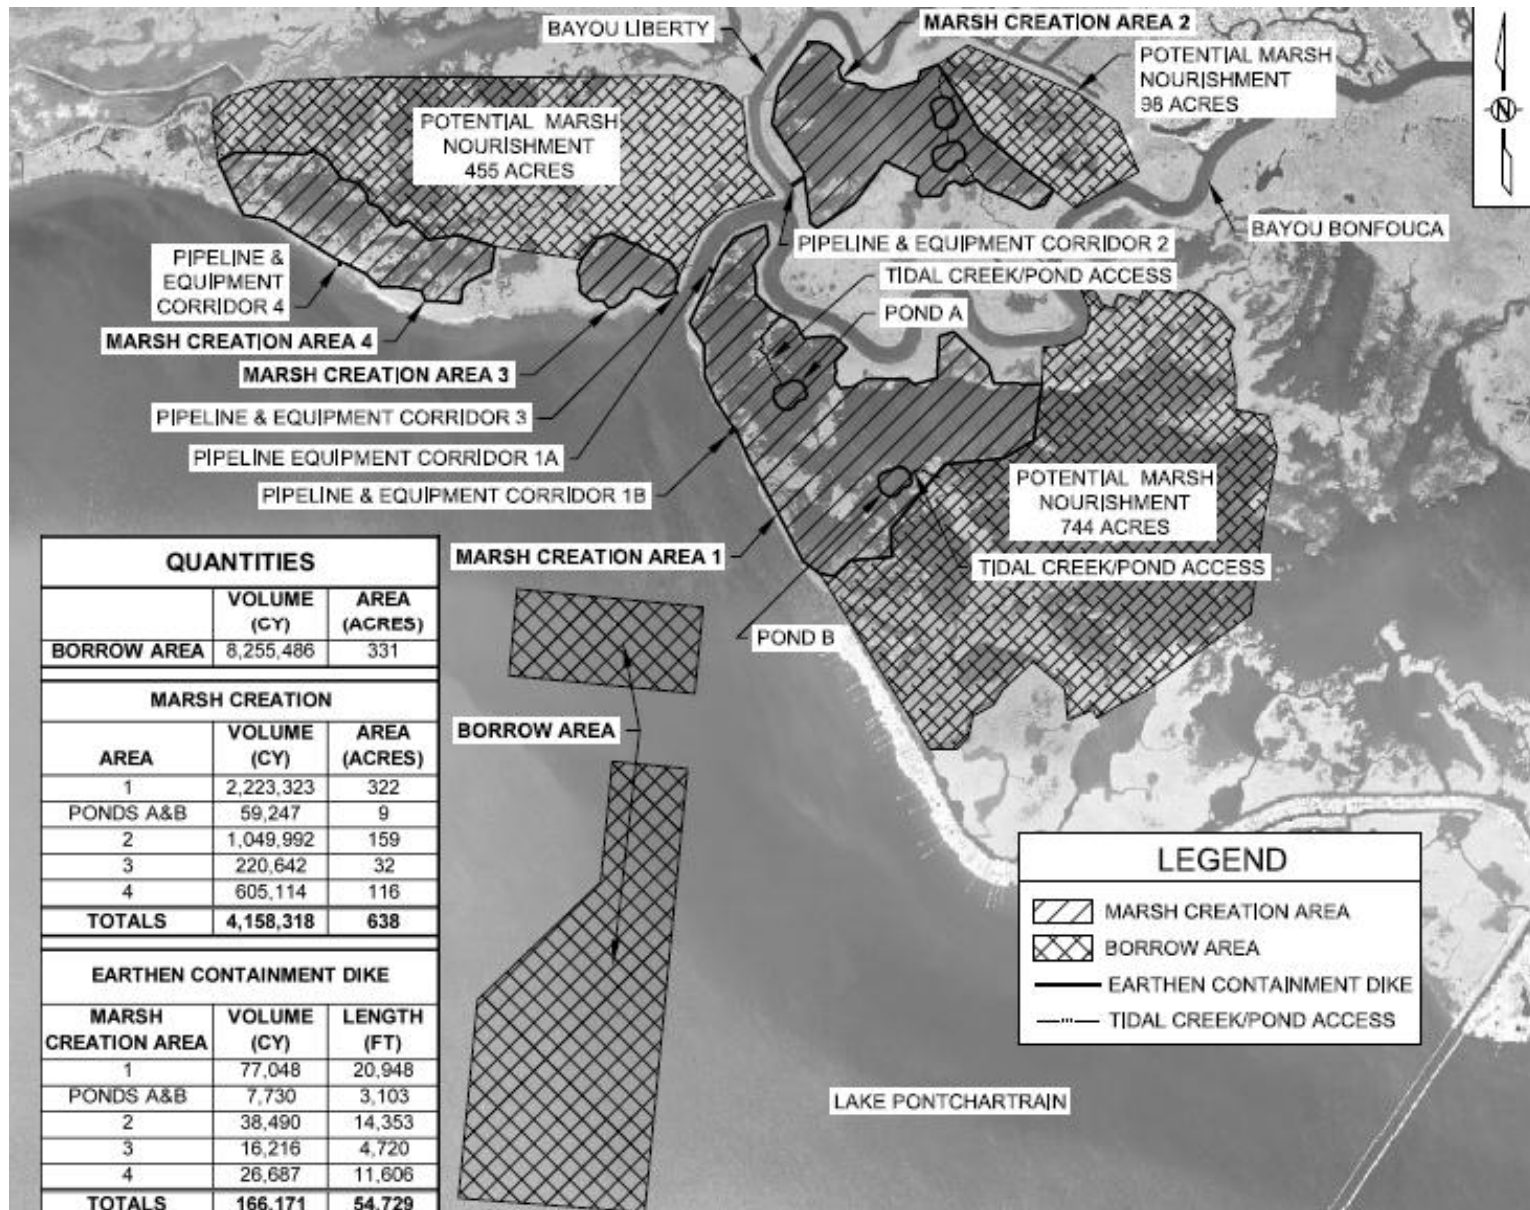 BAYOU LIBERTY
MARSH CREATION AREA 2
POTENTIAL MARSH
NOURISHMENT
98 ACRES
N
POTENTIAL MARSH
NOURISHMENT
455 ACRES
BAYOU BONFOUCA
PIPELINE & EQUIPMENT CORRIDOR 2
TIDAL CREEK/POND ACCESS
POND A
PIPELINE &
EQUIPMENT
CORRIDOR 4
MARSH CREATION AREA 4
MARSH CREATION AREA 3
PIPELINE & EQUIPMENT CORRIDOR 3
PIPELINE EQUIPMENT CORRIDOR 1A
PIPELINE & EQUIPMENT CORRIDOR 1B
MARSH CREATION AREA 1
POTENTIAL MARSH
NOURISHMENT
744 ACRES
TIDAL CREEK/POND ACCESS
POND B
BORROW AREA
QUANTITIES
VOLUME AREA
(CY) (ACRES)
BORROW AREA 8,255,486 331
MARSH CREATION
VOLUME AREA
AREA (CY) (ACRES)
1 2,223,323 322
PONDS A&B 59,247 9
2 1,049,992 159
3 220,642 32
4 605,114 116
TOTALS 4,158,318 638
EARTHEN CONTAINMENT DIKE
MARSH VOLUME LENGTH
CREATION AREA (CY) (FT)
1 77,048 20,948
PONDS A&B 7,730 3,103
2 38,490 14,353
3 16,216 4,720
4 26,687 11,606
TOTALS 166,171 54,729
LEGEND
MARSH CREATION AREA
BORROW AREA
EARTHEN CONTAINMENT DIKE
TIDAL CREEK/POND ACCESS
LAKE PONTCHARTRAIN